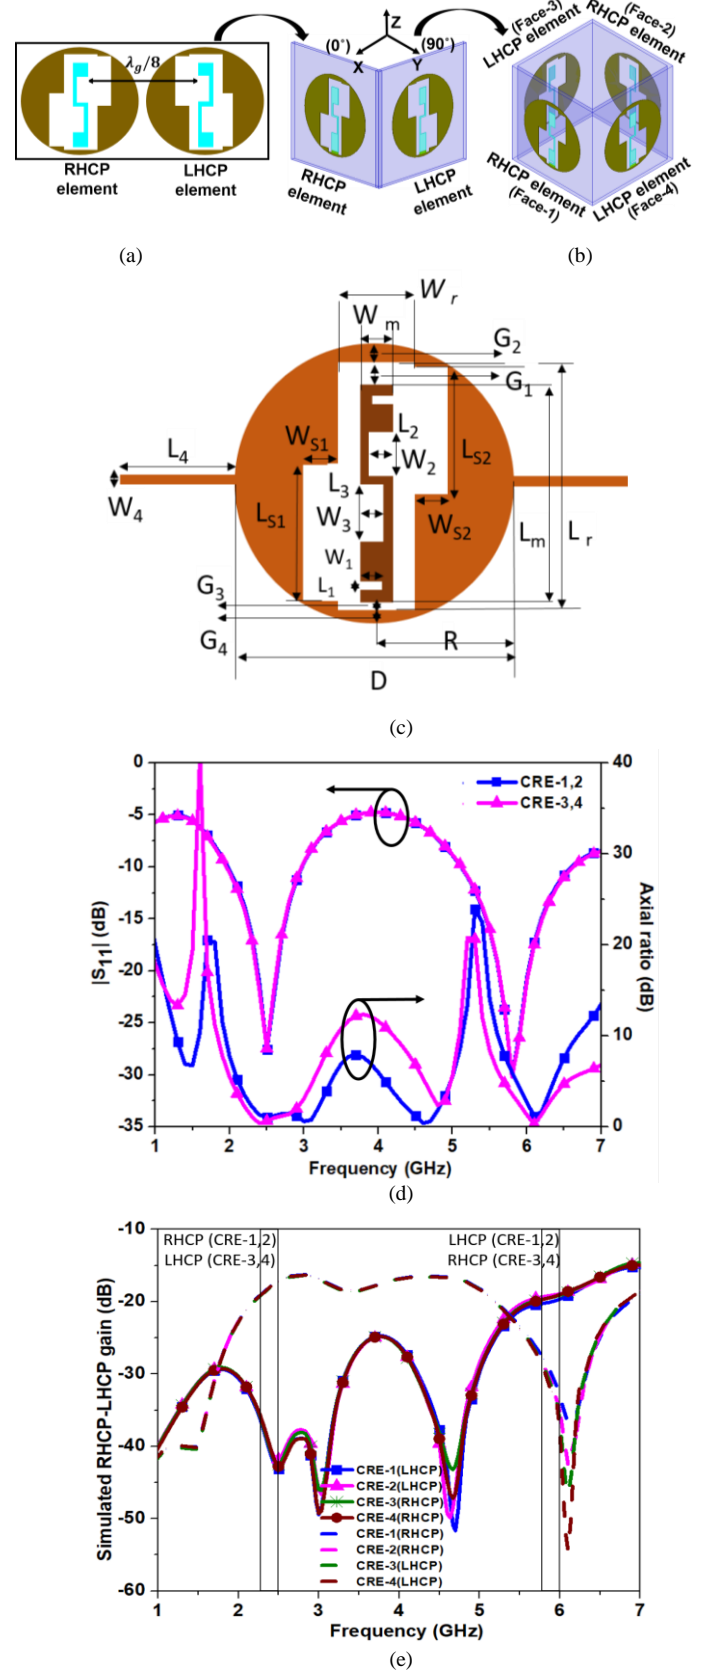 λg/8
RHCP
element
LHCP
element
(0°)
Z
X
Y
(90°)
RHCP
element
LHCP
element
(Face-3)
LHCP element
(Face-2)
RHCP element
RHCP element
(Face-1)
LHCP element
(Face-4)
(a)
(b)
W r
W m
G2
G1
L2
WS1
LS2
L4
W2
L3
W4
LS1
W3
WS2
Lm
L r
W1
G3
L1
G4
R
D
(c)
|S11| (dB)
0
-5
-10
-15
-20
-25
-30
-35
CRE-1,2
CRE-3,4
40
30
20
10
0
Axial ratio (dB)
1 2 3 4 5 6 7
Frequency (GHz)
(d)
Simulated RHCP-LHCP gain (dB)
-10
-20
-30
-40
-50
-60
RHCP (CRE-1,2)
LHCP (CRE-3,4)
LHCP (CRE-1,2)
RHCP (CRE-3,4)
CRE-1(LHCP)
CRE-2(LHCP)
CRE-3(RHCP)
CRE-4(RHCP)
CRE-1(RHCP)
CRE-2(RHCP)
CRE-3(LHCP)
CRE-4(LHCP)
1 2 3 4 5 6 7
Frequency (GHz)
(e)